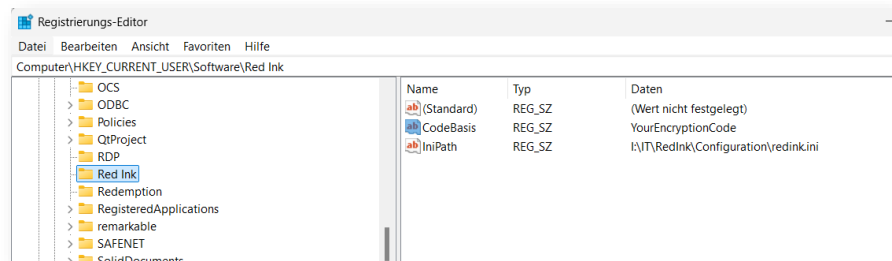 Registrierungs-Editor
Datei Bearbeiten Ansicht Favoriten Hilfe
Computer\HKEY_CURRENT_USER\Software\Red Ink
OCS
ODBC
Policies
QtProject
RDP
Red Ink
Redemption
RegisteredApplications
remarkable
SAFENET
SolidDocuments
Name Typ Daten
(Standard) REG_SZ (Wert nicht festgelegt)
CodeBasis REG_SZ YourEncryptionCode
IniPath REG_SZ I:\IT\RedInk\Configuration\redink.ini